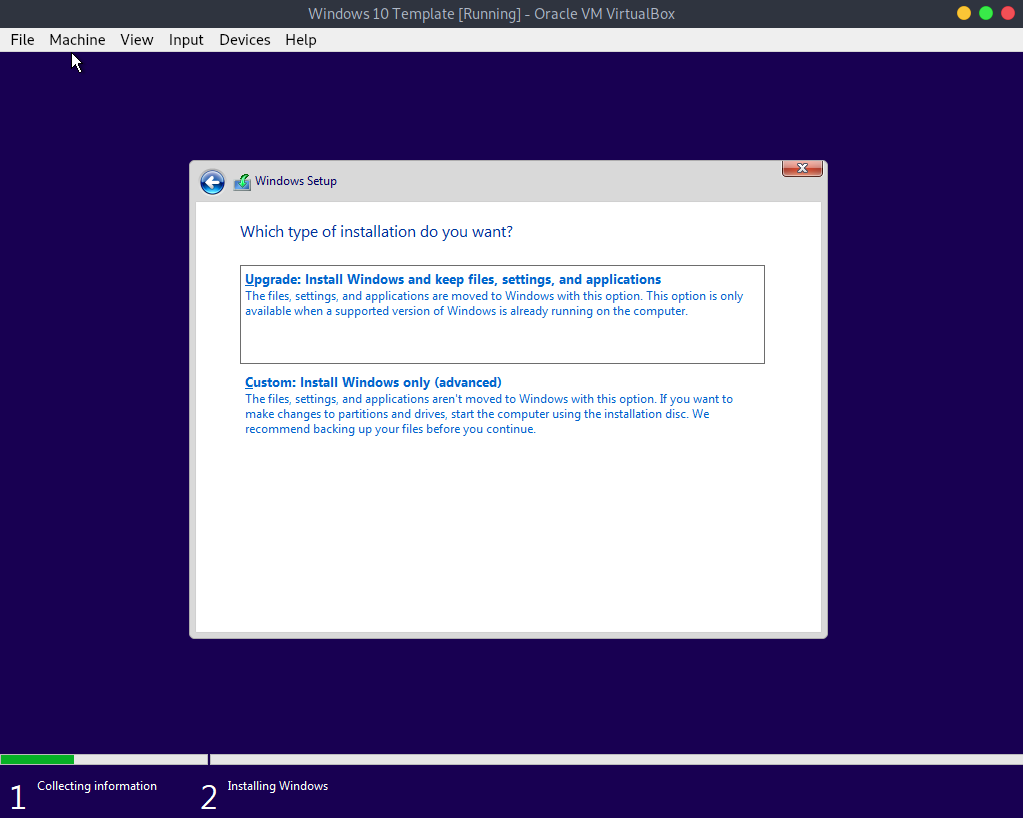 Windows 10 Template [Running] - Oracle VM VirtualBox
File Machine View Input Devices Help
Windows Setup
Which type of installation do you want?
Upgrade: Install Windows and keep files, settings, and applications
The files, settings, and applications are moved to Windows with this option. This option is only
available when a supported version of Windows is already running on the computer.
Custom: Install Windows only (advanced)
The files, settings, and applications aren't moved to Windows with this option. If you want to
make changes to partitions and drives, start the computer using the installation disc. We
recommend backing up your files before you continue.
1 Collecting information
2 Installing Windows